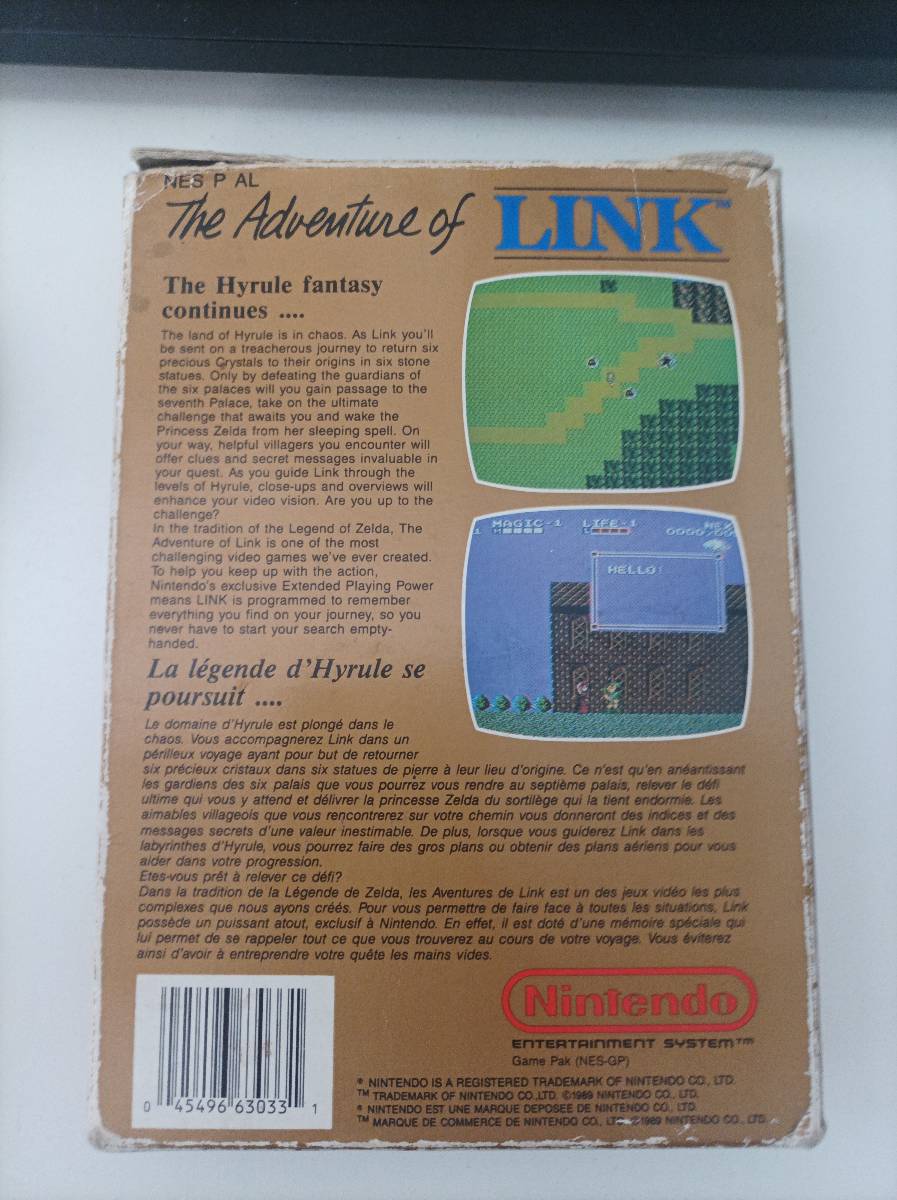 NES P AL
The Adventure of LINK™
The Hyrule fantasy
continues ....
The land of Hyrule is in chaos. As Link you'll
be sent on a treacherous journey to return six
precious Crystals to their origins in six stone
statues. Only by defeating the guardians of
the six palaces will you gain passage to the
seventh Palace, take on the ultimate
challenge that awaits you and wake the
Princess Zelda from her sleeping spell. On
your way, helpful villagers you encounter will
offer clues and secret messages invaluable in
your quest. As you guide Link through the
levels of Hyrule, close-ups and overviews will
enhance your video vision. Are you up to the
challenge?
In the tradition of the Legend of Zelda, The
Adventure of Link is one of the most
challenging video games we've ever created.
To help you keep up with the action,
Nintendo's exclusive Extended Playing Power
means LINK is programmed to remember
everything you find on your journey, so you
never have to start your search empty-
handed.
MAGIC-1 LIFE-1 NEX
0000/00
HELLO!
La légende d'Hyrule se
poursuit ....
Le domaine d'Hyrule est plongé dans le
chaos. Vous accompagnerez Link dans un
périlleux voyage ayant pour but de retourner
six précieux cristaux dans six statues de pierre à leur lieu d'origine. Ce n'est qu'en anéantissant
les gardiens des six palais que vous pourrez vous rendre au septième palais, relever le défi
ultime qui vous y attend et délivrer la princesse Zelda du sortilège qui la tient endormie. Les
aimables villageois que vous rencontrerez sur votre chemin vous donneront des indices et des
messages secrets d'une valeur inestimable. De plus, lorsque vous guiderez Link dans les
labyrinthes d'Hyrule, vous pourrez faire des gros plans ou obtenir des plans aériens pour vous
aider dans votre progression.
Etes-vous prêt à relever ce défi?
Dans la tradition de la Légende de Zelda, les Aventures de Link est un des jeux vidéo les plus
complexes que nous ayons créés. Pour vous permettre de faire face à toutes les situations, Link
possède un puissant atout, exclusif à Nintendo. En effet, il est doté d'une mémoire spéciale qui
lui permet de se rappeler tout ce que vous trouverez au cours de votre voyage. Vous éviterez
ainsi d'avoir à entreprendre votre quête les mains vides.
Nintendo
ENTERTAINMENT SYSTEM™
Game Pak (NES-GP)
® NINTENDO IS A REGISTERED TRADEMARK OF NINTENDO CO., LTD.
™ TRADEMARK OF NINTENDO CO.,LTD. ©1989 NINTENDO CO., LTD.
® NINTENDO EST UNE MARQUE DEPOSEE DE NINTENDO CO., LTD.
™ MARQUE DE COMMERCE DE NINTENDO CO., LTD. ©1989 NINTENDO CO., LTD.
0 45496 63033 1